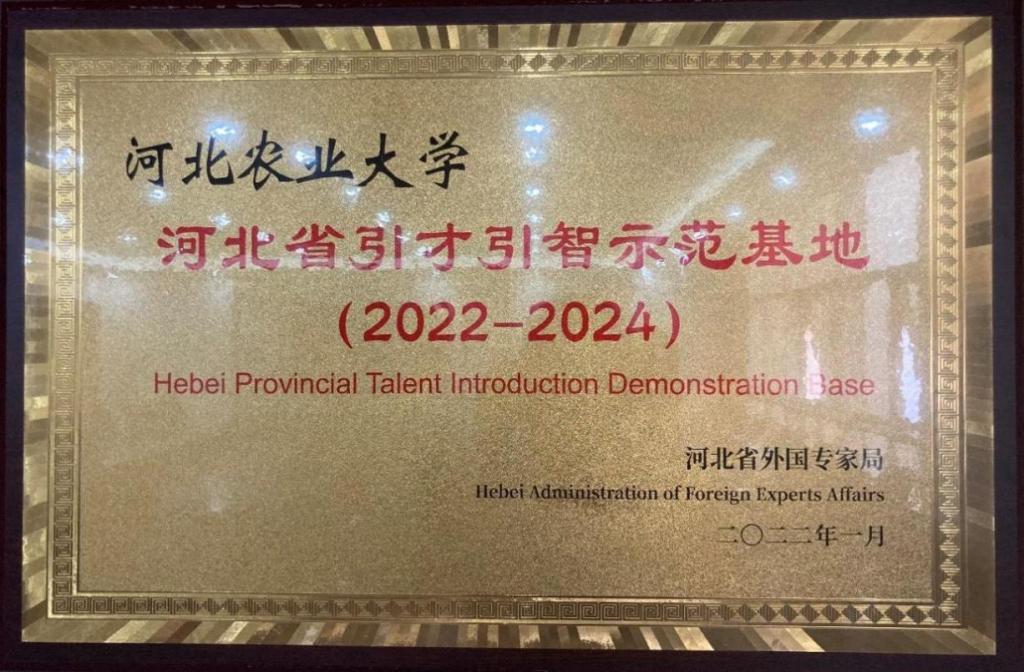 河北农业大学
河北省引才引智示范基地
(2022-2024)
Hebei Provincial Talent Introduction Demonstration Base
河北省外国专家局
Hebei Administration of Foreign Experts Affairs
二〇二二年一月